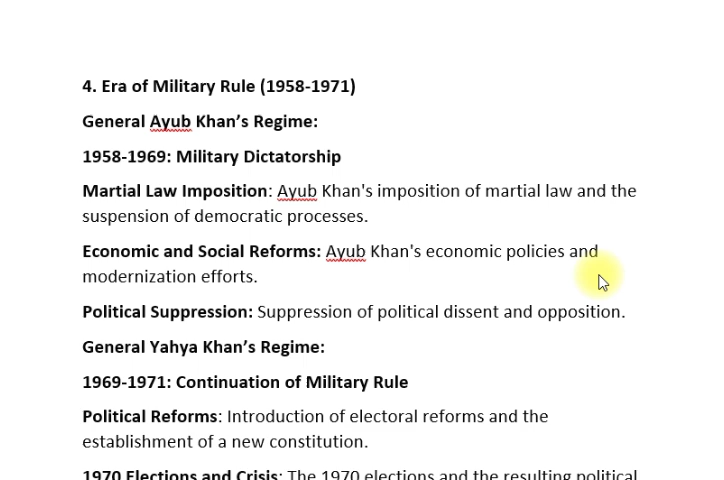 4. Era of Military Rule (1958-1971)
General Ayub Khan’s Regime:
1958-1969: Military Dictatorship
Martial Law Imposition: Ayub Khan's imposition of martial law and the
suspension of democratic processes.
Economic and Social Reforms: Ayub Khan's economic policies and
modernization efforts.
Political Suppression: Suppression of political dissent and opposition.
General Yahya Khan’s Regime:
1969-1971: Continuation of Military Rule
Political Reforms: Introduction of electoral reforms and the
establishment of a new constitution.
1970 Elections and Crisis: The 1970 elections and the resulting political